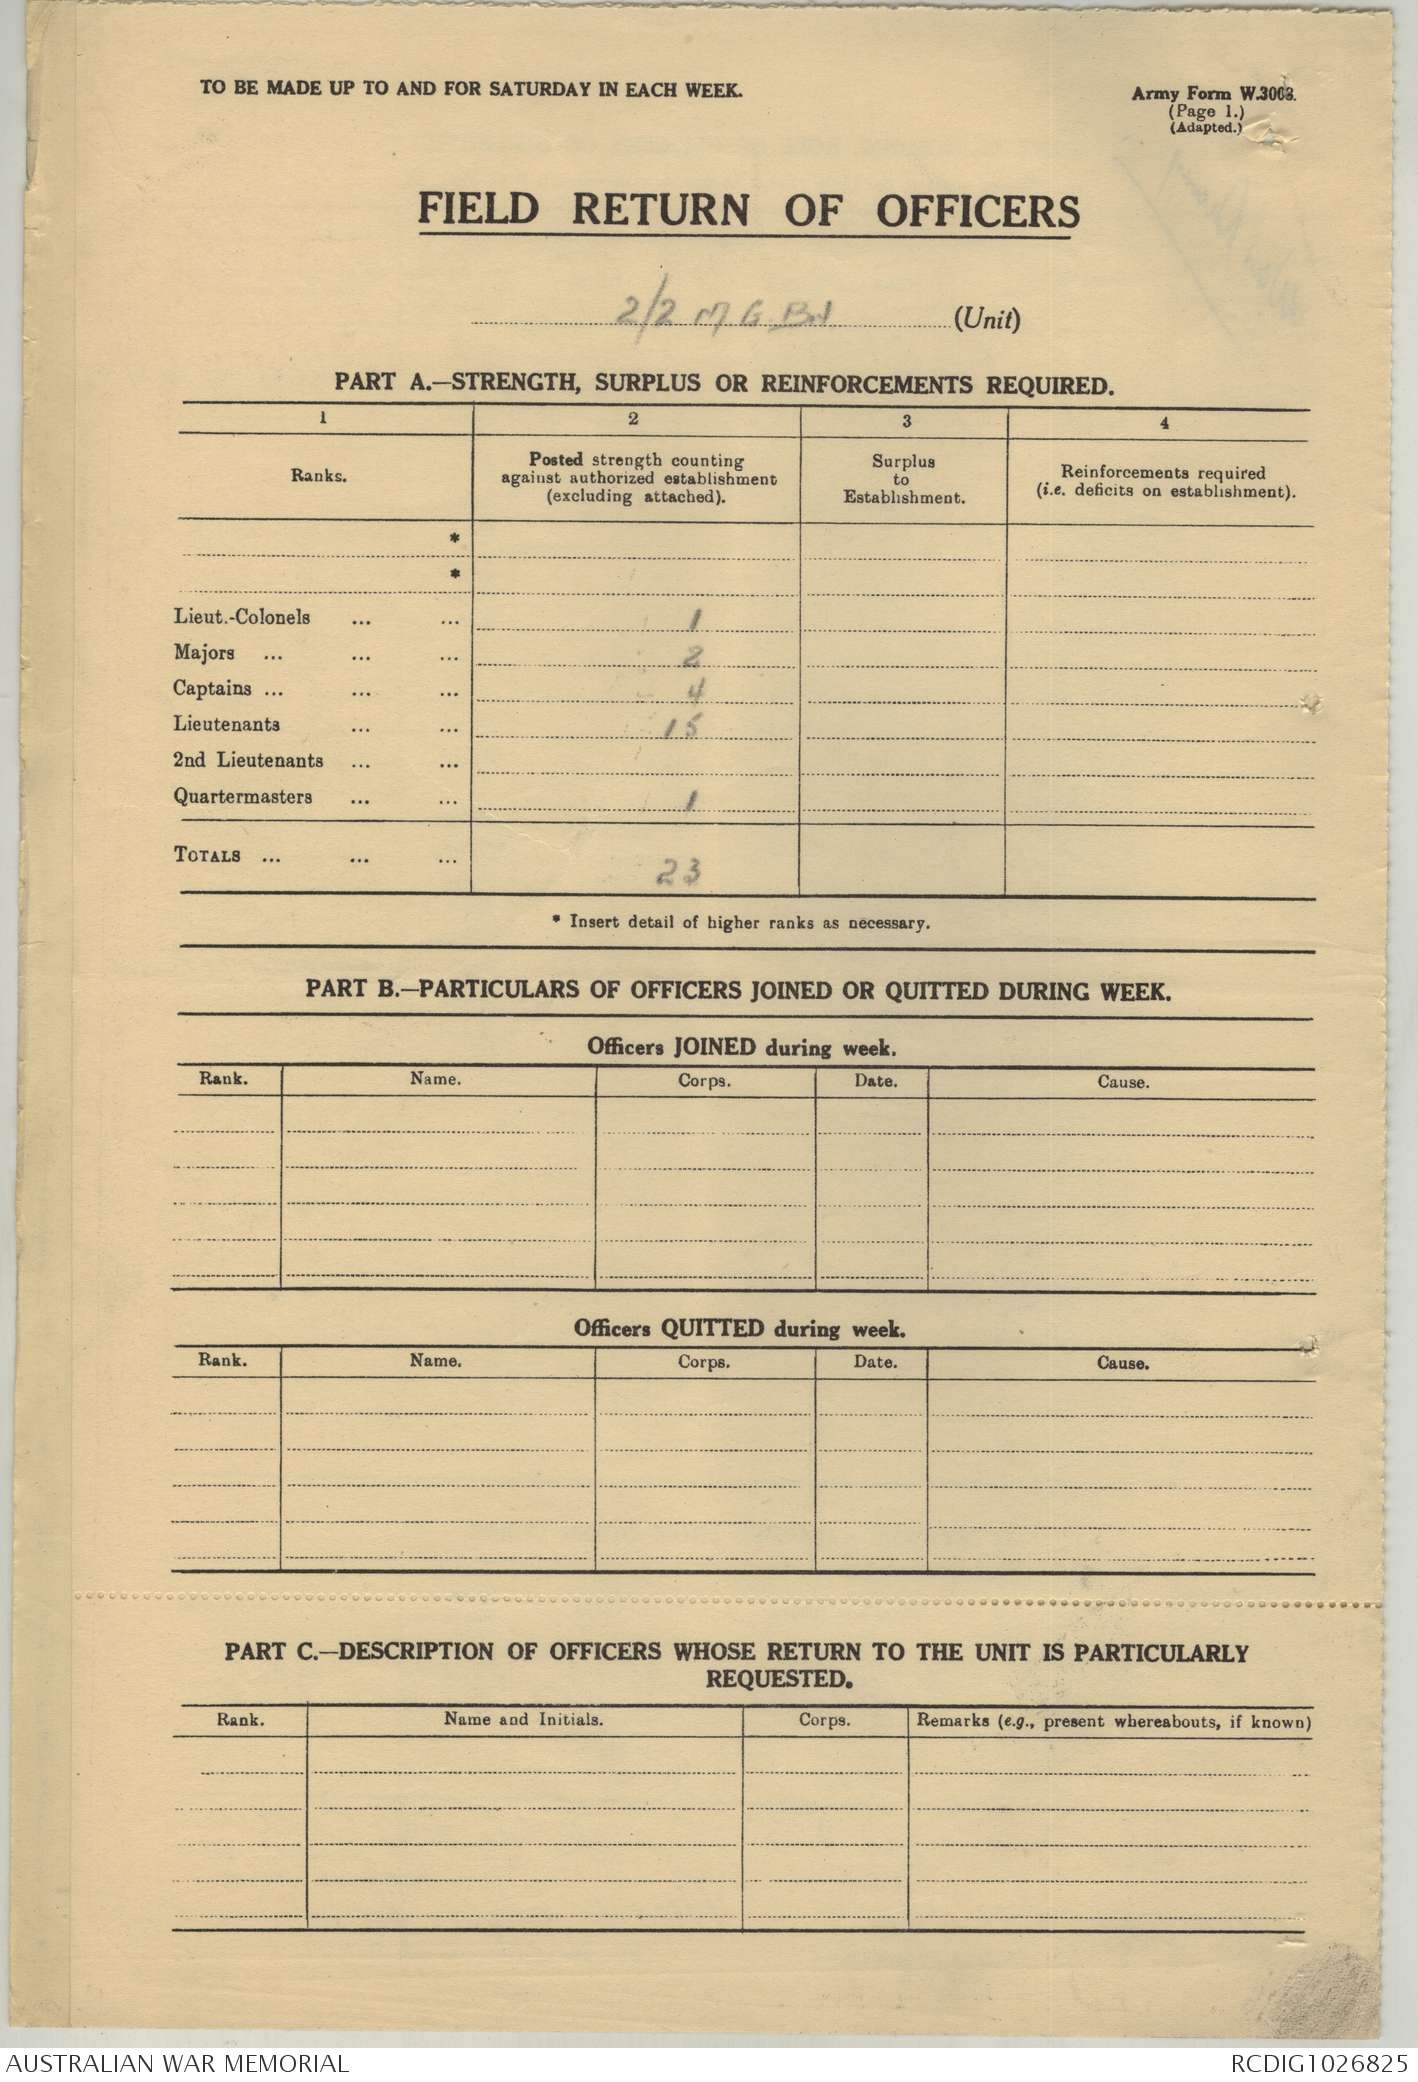 TO BE MADE UP TO AND FOR SATURDAY IN EACH WEEK.
Army Form W.3008.
(Page 1.)
(Adapted.)
FIELD RETURN OF OFFICERS
2/2 M G Bn (Unit)
PART A.—STRENGTH, SURPLUS OR REINFORCEMENTS REQUIRED.
1 2 3 4
Ranks.
Posted strength counting
against authorized establishment
(excluding attached).
Surplus
to
Establishment.
Reinforcements required
(i.e. deficits on establishment).
*
*
Lieut.-Colonels ... ... 1
Majors ... ... ... 2
Captains ... ... ... 4
Lieutenants ... ... 15
2nd Lieutenants ... ...
Quartermasters ... ... 1
TOTALS ... ... ... 23
* Insert detail of higher ranks as necessary.
PART B.—PARTICULARS OF OFFICERS JOINED OR QUITTED DURING WEEK.
Officers JOINED during week.
Rank. Name. Corps. Date. Cause.
Officers QUITTED during week.
Rank. Name. Corps. Date. Cause.
PART C.—DESCRIPTION OF OFFICERS WHOSE RETURN TO THE UNIT IS PARTICULARLY
REQUESTED.
Rank. Name and Initials. Corps. Remarks (e.g., present whereabouts, if known)
AUSTRALIAN WAR MEMORIAL
RCDIG1026825